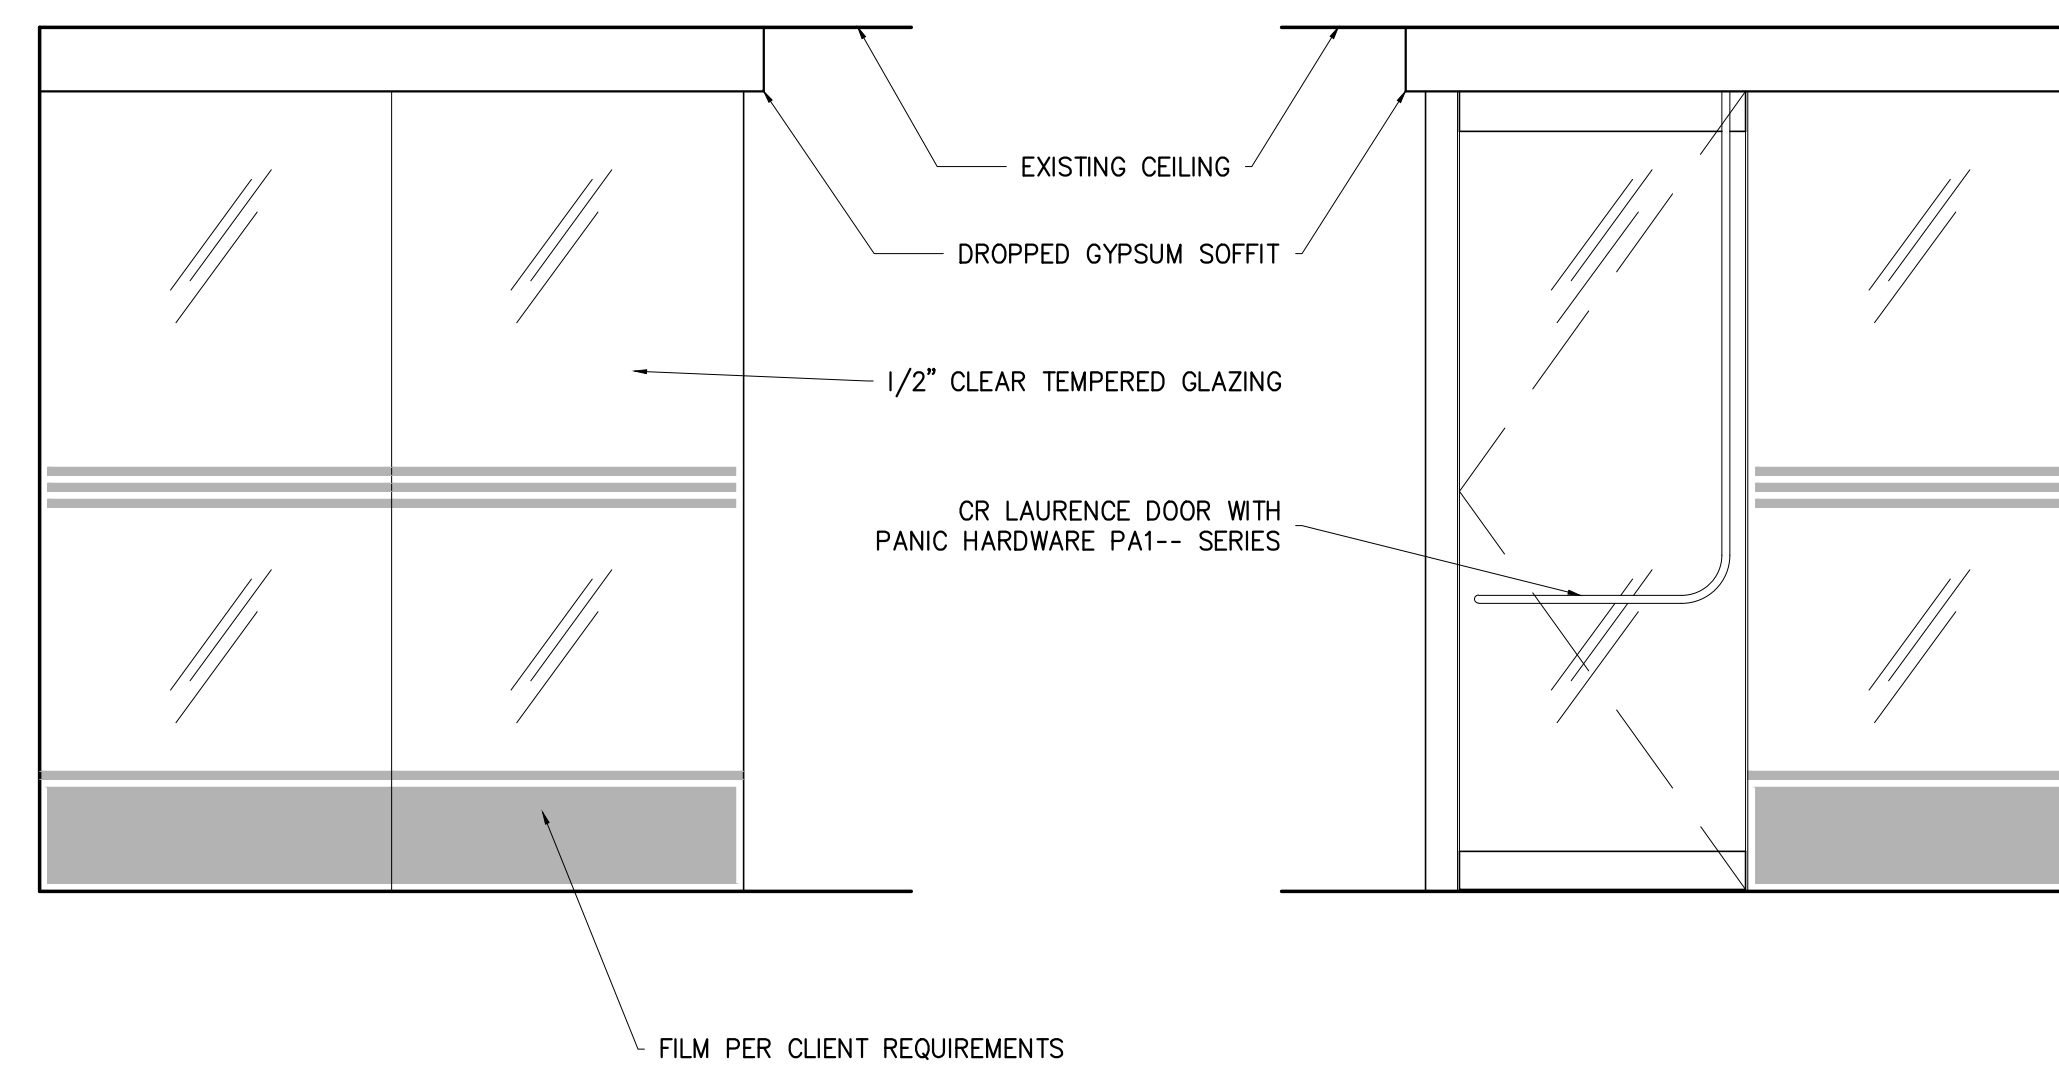 EXISTING CEILING
DROPPED GYPSUM SOFFIT
1/2” CLEAR TEMPERED GLAZING
CR LAURENCE DOOR WITH
PANIC HARDWARE PA1-- SERIES
FILM PER CLIENT REQUIREMENTS